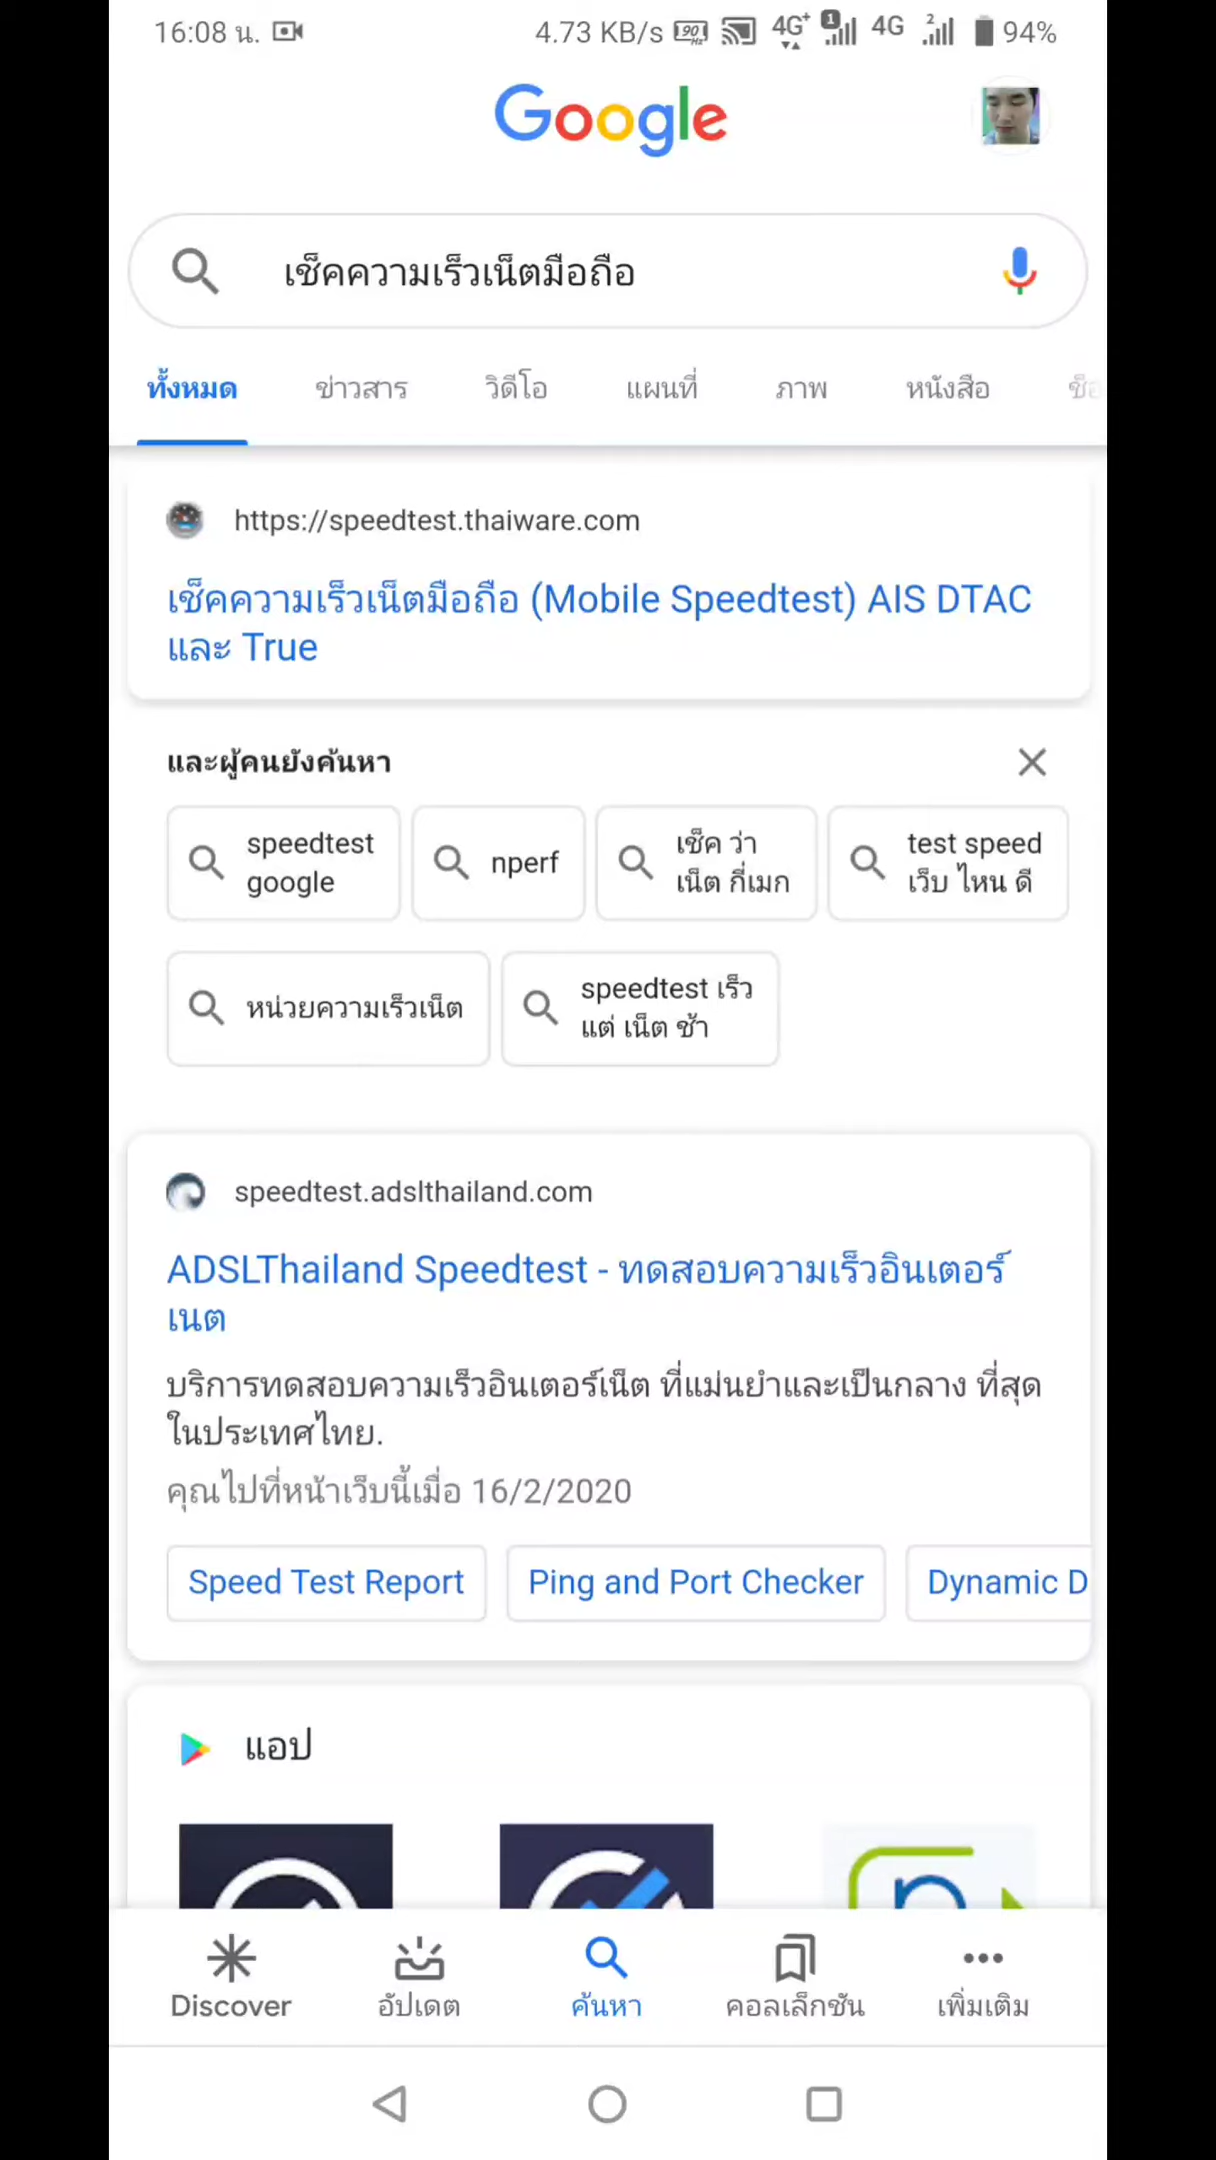 16:08 น. 4.73 KB/s 90 Hz 4G+ 1 4G 2 94%
Google
เช็คความเร็วเน็ตมือถือ
ทั้งหมด ข่าวสาร วิดีโอ แผนที่ ภาพ หนังสือ ช็อ
https://speedtest.thaiware.com
เช็คความเร็วเน็ตมือถือ (Mobile Speedtest) AIS DTAC
และ True
และผู้คนยังค้นหา
speedtest google
nperf
เช็ค ว่า เน็ต กี่เมก
test speed เว็บ ไหน ดี
หน่วยความเร็วเน็ต
speedtest เร็ว แต่ เน็ต ช้า
speedtest.adslthailand.com
ADSLThailand Speedtest - ทดสอบความเร็วอินเตอร์
เนต
บริการทดสอบความเร็วอินเตอร์เน็ต ที่แม่นยำและเป็นกลาง ที่สุด
ในประเทศไทย.
คุณไปที่หน้าเว็บนี้เมื่อ 16/2/2020
Speed Test Report Ping and Port Checker Dynamic D
แอป
Discover อัปเดต ค้นหา คอลเล็กชัน เพิ่มเติม